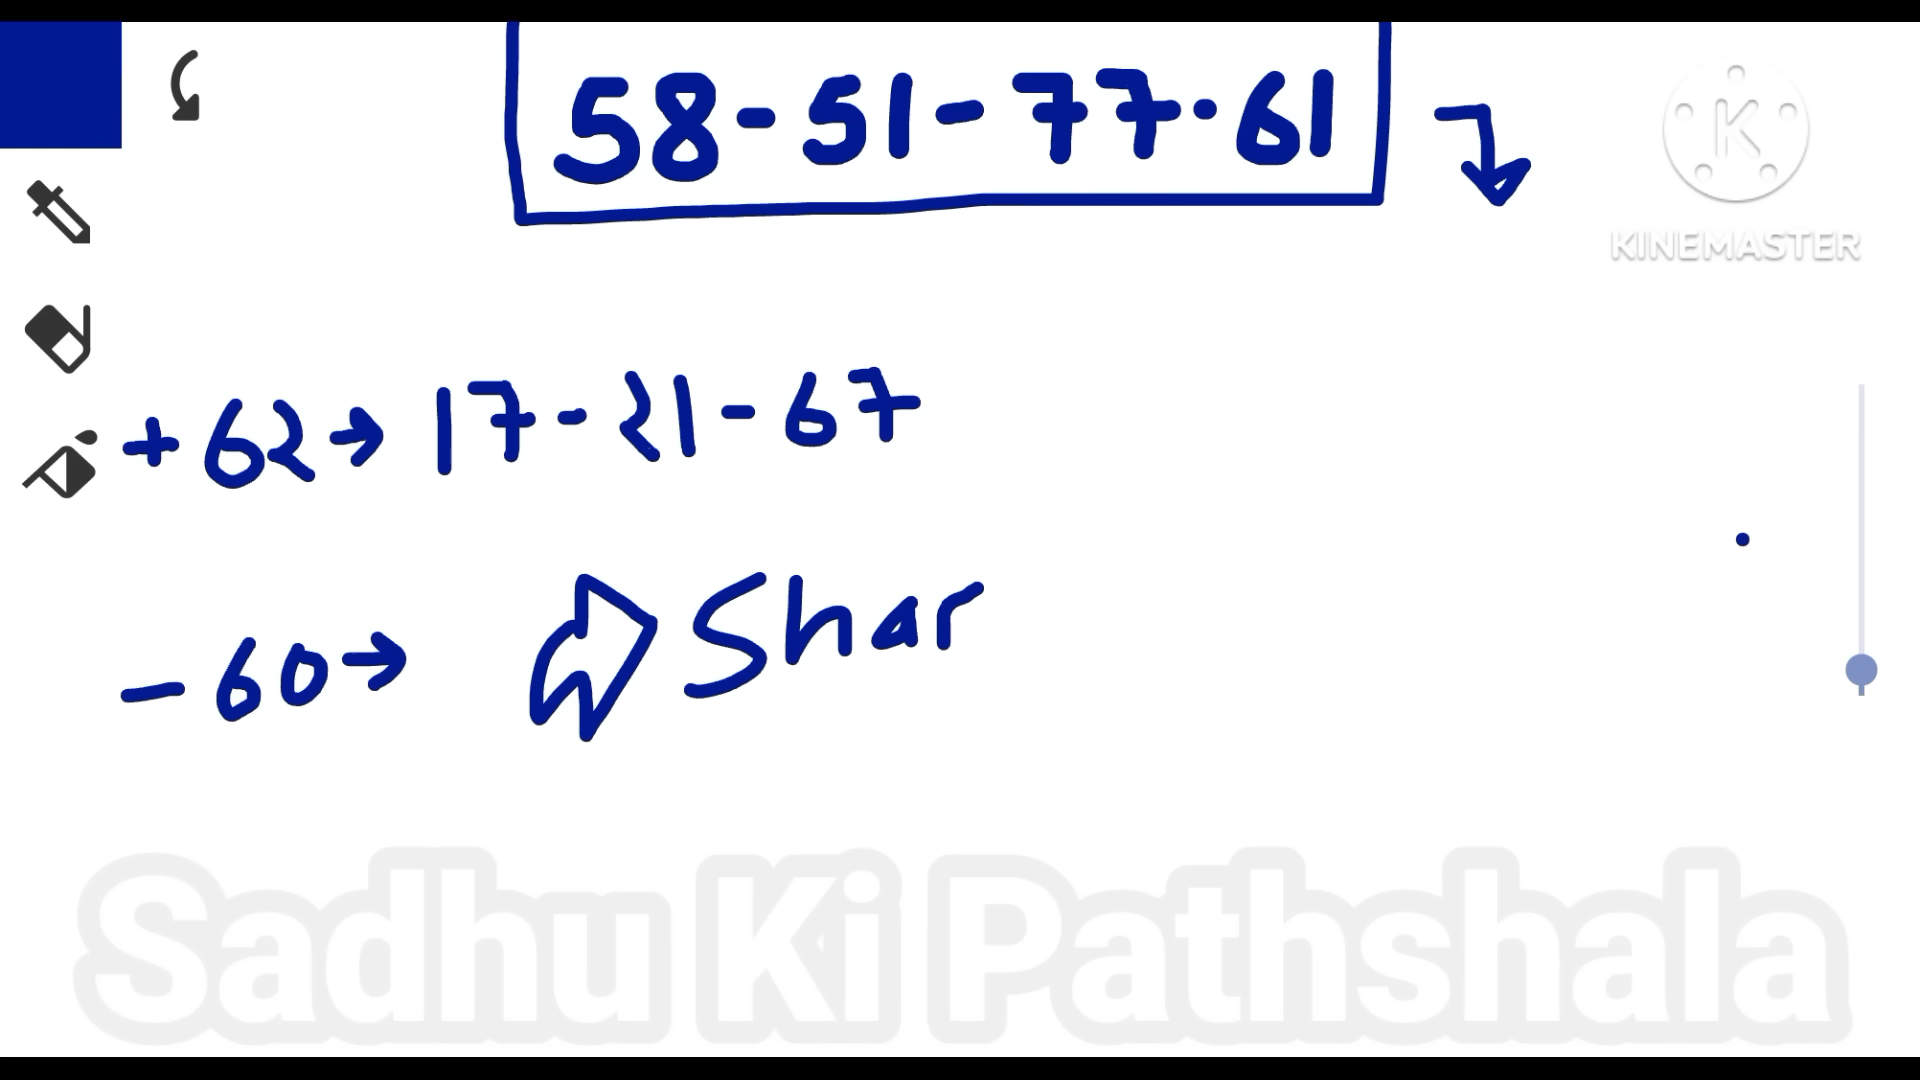 58-51-77-61
K
KINEMASTER
+62→17-21-67
-60→ Shar
Sadhu Ki Pathshala